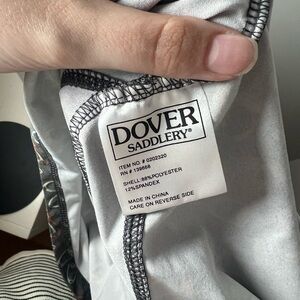 DOVER
SADDLERY®
ITEM NO. # 0202320
RN # 139668
SHELL: 88% POLYESTER
12% SPANDEX
MADE IN CHINA
CARE ON REVERSE SIDE